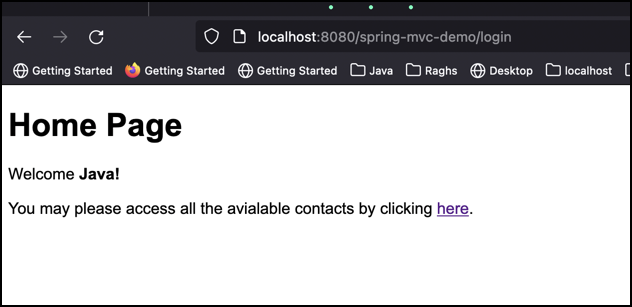 localhost:8080/spring-mvc-demo/login
Getting Started Getting Started Getting Started Java Raghs Desktop localhost
Home Page
Welcome Java!
You may please access all the avialable contacts by clicking here.